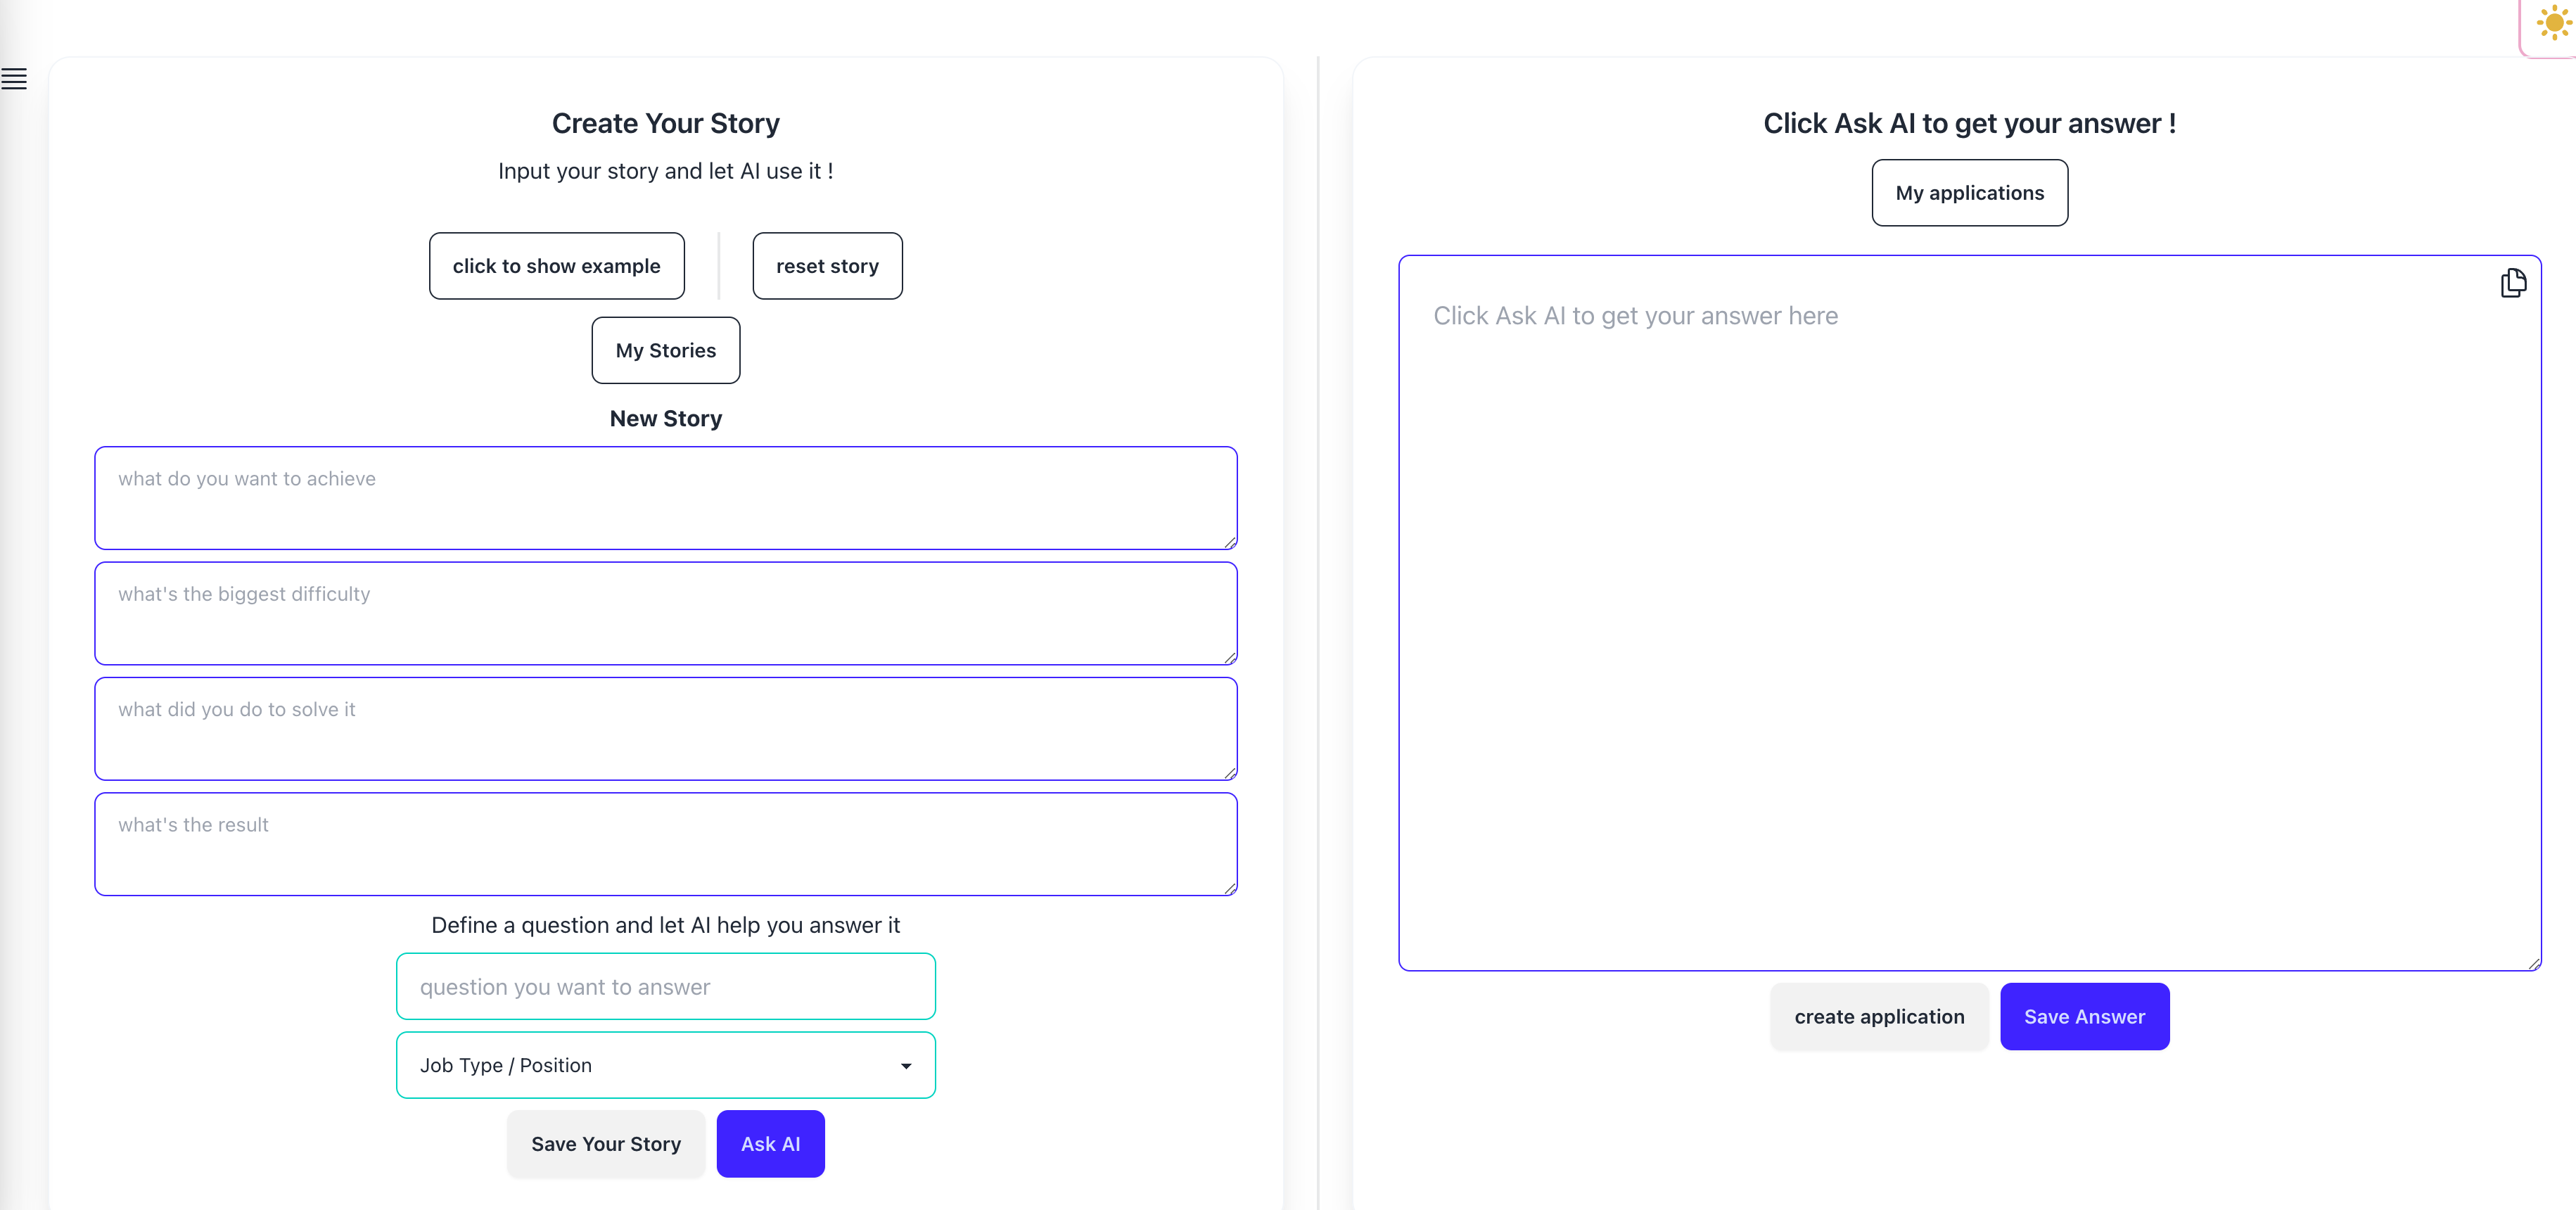 Create Your Story
Input your story and let AI use it !
click to show example
reset story
My Stories
New Story
what do you want to achieve
what's the biggest difficulty
what did you do to solve it
what's the result
Define a question and let AI help you answer it
question you want to answer
Job Type / Position
Save Your Story
Ask AI
Click Ask AI to get your answer !
My applications
Click Ask AI to get your answer here
create application
Save Answer